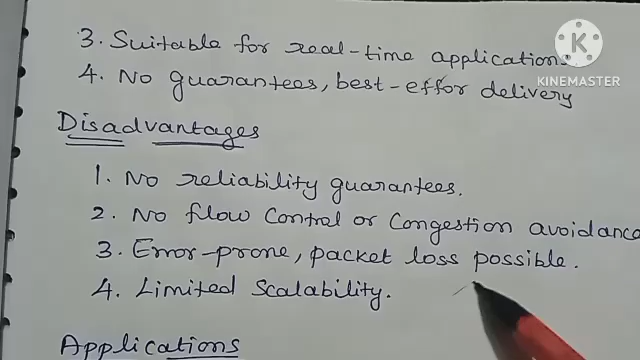 3. Suitable for real-time applications
4. No guarantees, best-effor delivery
KINEMASTER
Disadvantages
1. No reliability guarantees.
2. No flow Control or Congestion avoidance
3. Error-prone, packet loss possible.
4. Limited Scalability.
Applications